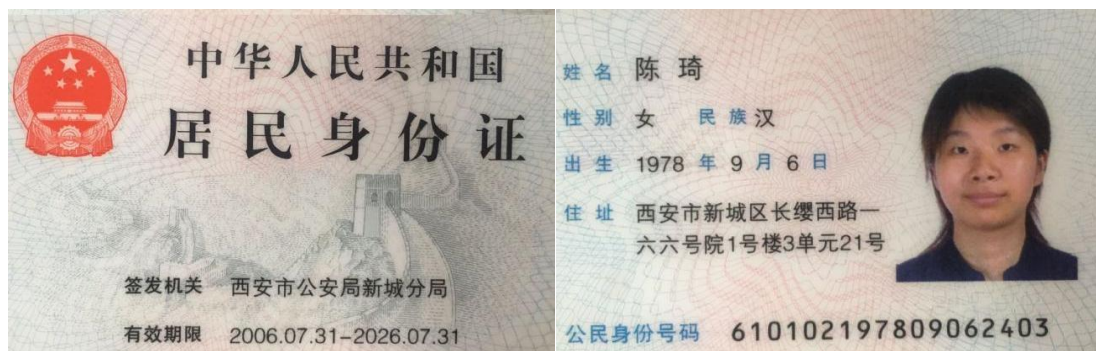 中华人民共和国
居民身份证
签发机关 西安市公安局新城分局
有效期限 2006.07.31-2026.07.31
姓名 陈琦
性别 女 民族 汉
出生 1978 年 9 月 6 日
住址 西安市新城区长缨西路一
六六号院1号楼3单元21号
公民身份号码 610102197809062403